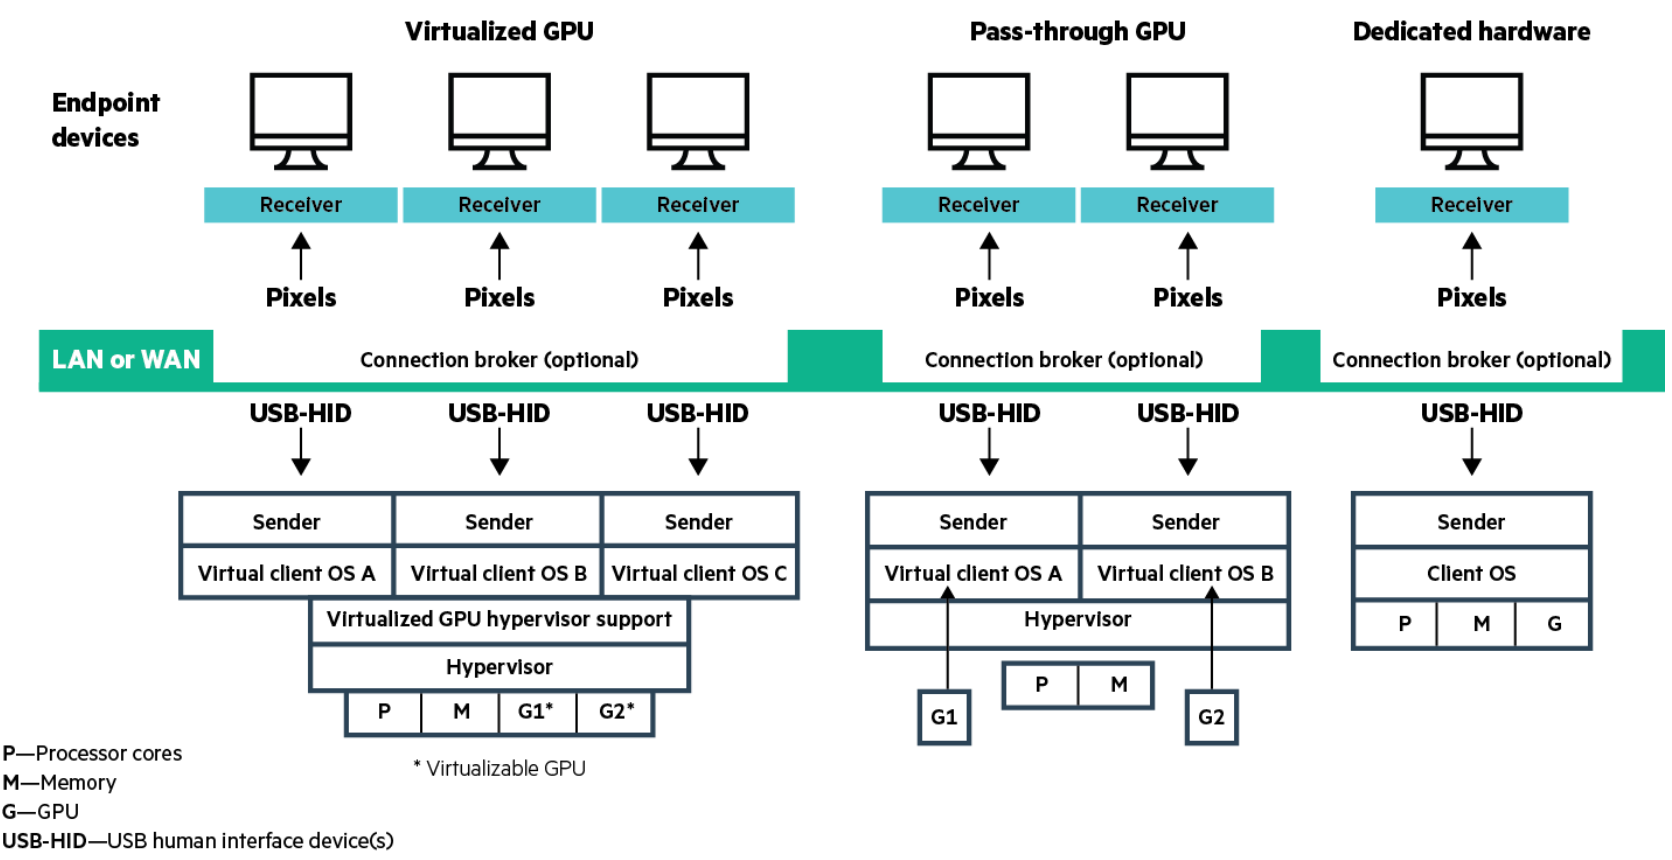 Virtualized GPU Pass-through GPU Dedicated hardware
Endpoint
devices
Receiver Receiver Receiver Receiver Receiver Receiver
Pixels Pixels Pixels Pixels Pixels Pixels
LAN or WAN Connection broker (optional) Connection broker (optional) Connection broker (optional)
USB-HID USB-HID USB-HID USB-HID USB-HID USB-HID
Sender Sender Sender Sender Sender Sender
Virtual client OS A Virtual client OS B Virtual client OS C Virtual client OS A Virtual client OS B Client OS
Virtualized GPU hypervisor support Hypervisor P M G
Hypervisor P M
P M G1* G2* G1 G2
* Virtualizable GPU
P—Processor cores
M—Memory
G—GPU
USB-HID—USB human interface device(s)